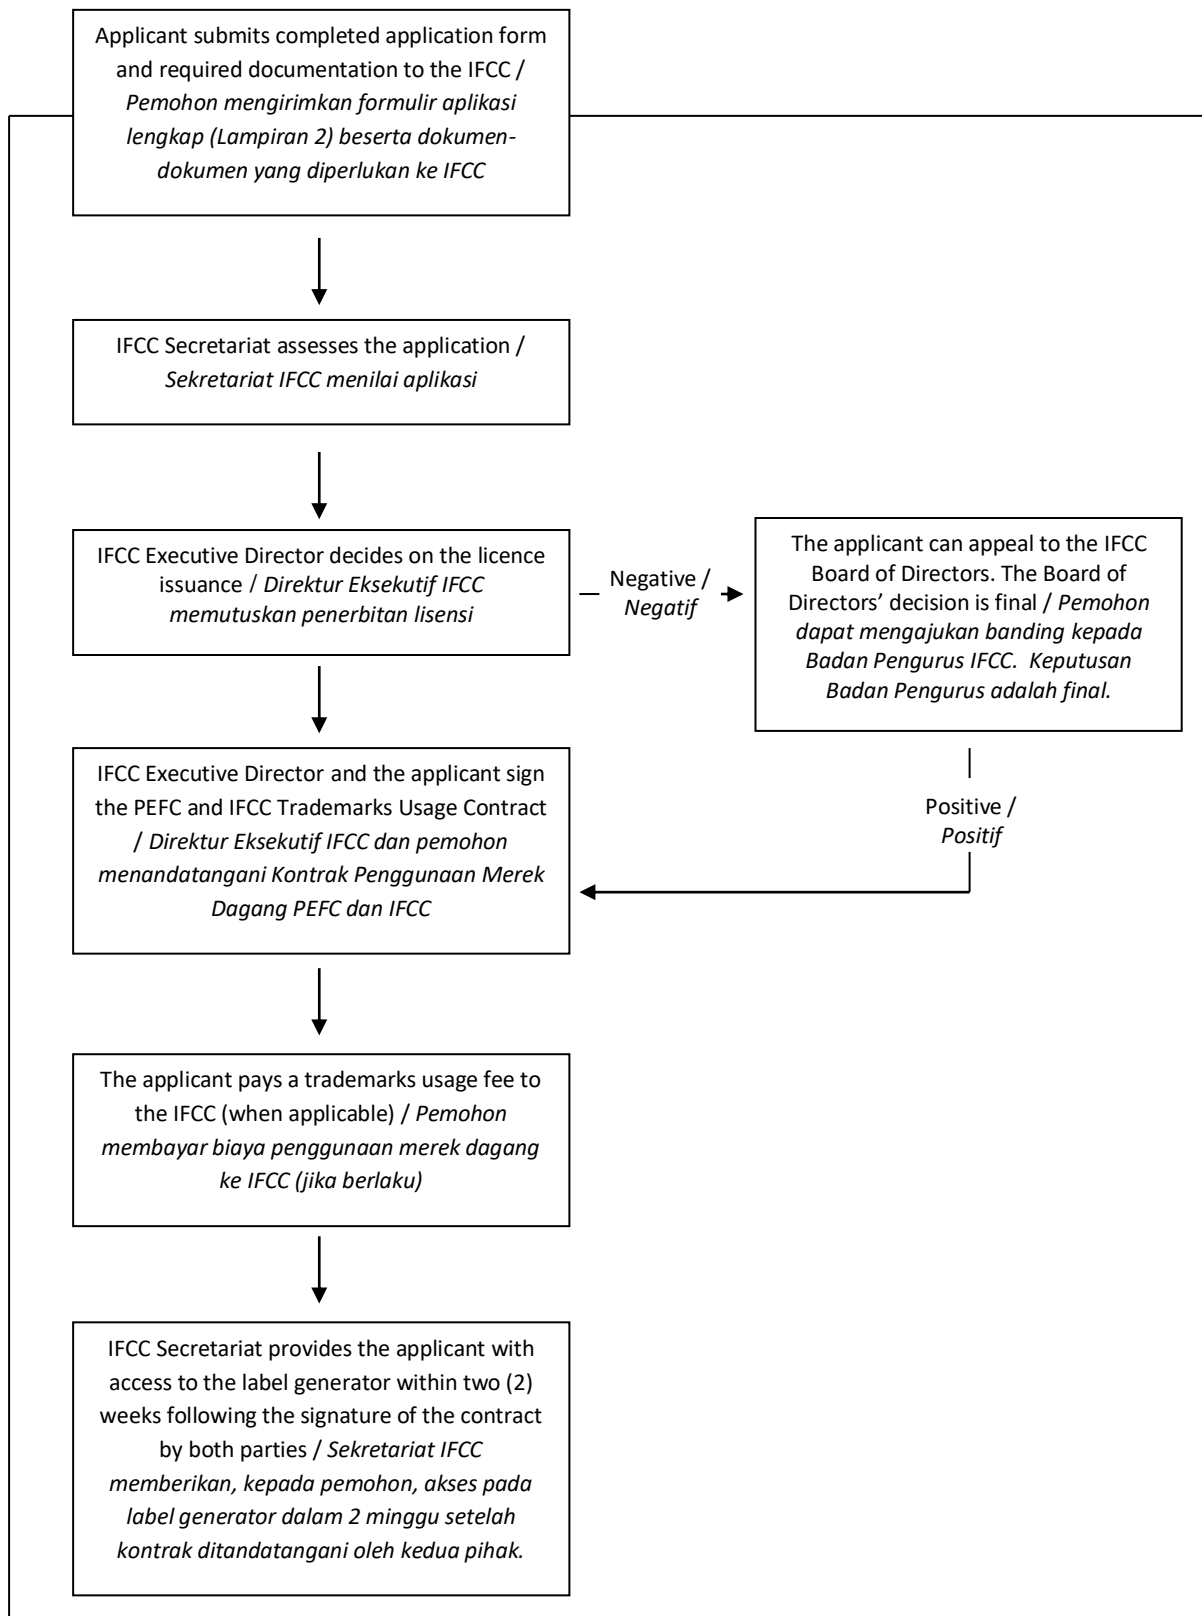 Applicant submits completed application form
and required documentation to the IFCC /
Pemohon mengirimkan formulir aplikasi
lengkap (Lampiran 2) beserta dokumen-
dokumen yang diperlukan ke IFCC
IFCC Secretariat assesses the application /
Sekretariat IFCC menilai aplikasi
IFCC Executive Director decides on the licence
issuance / Direktur Eksekutif IFCC
memutuskan penerbitan lisensi
Negative /
Negatif
The applicant can appeal to the IFCC
Board of Directors. The Board of
Directors’ decision is final / Pemohon
dapat mengajukan banding kepada
Badan Pengurus IFCC. Keputusan
Badan Pengurus adalah final.
Positive /
Positif
IFCC Executive Director and the applicant sign
the PEFC and IFCC Trademarks Usage Contract
/ Direktur Eksekutif IFCC dan pemohon
menandatangani Kontrak Penggunaan Merek
Dagang PEFC dan IFCC
The applicant pays a trademarks usage fee to
the IFCC (when applicable) / Pemohon
membayar biaya penggunaan merek dagang
ke IFCC (jika berlaku)
IFCC Secretariat provides the applicant with
access to the label generator within two (2)
weeks following the signature of the contract
by both parties / Sekretariat IFCC
memberikan, kepada pemohon, akses pada
label generator dalam 2 minggu setelah
kontrak ditandatangani oleh kedua pihak.